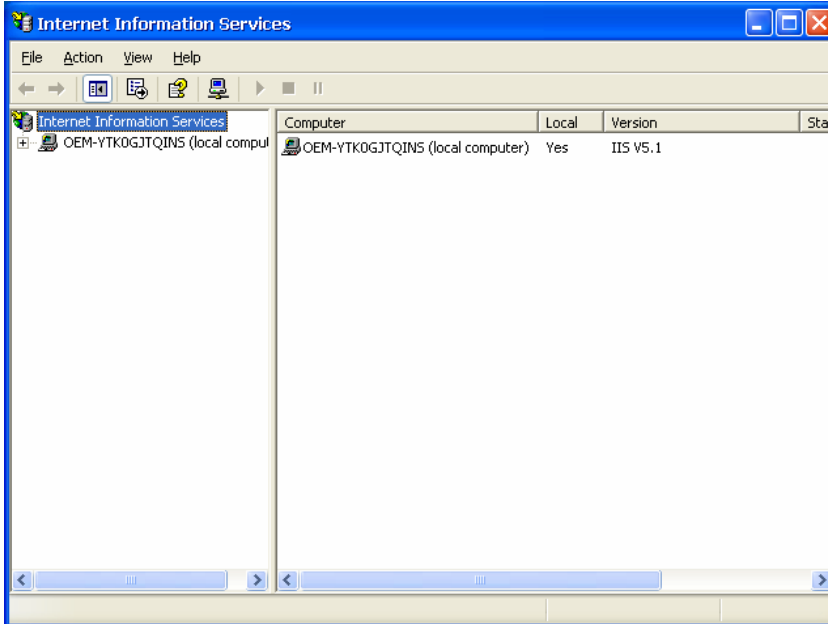 Internet Information Services
File Action View Help
Internet Information Services
OEM-YTK0GJTQINS (local comput
Computer Local Version Sta
OEM-YTK0GJTQINS (local computer) Yes IIS V5.1